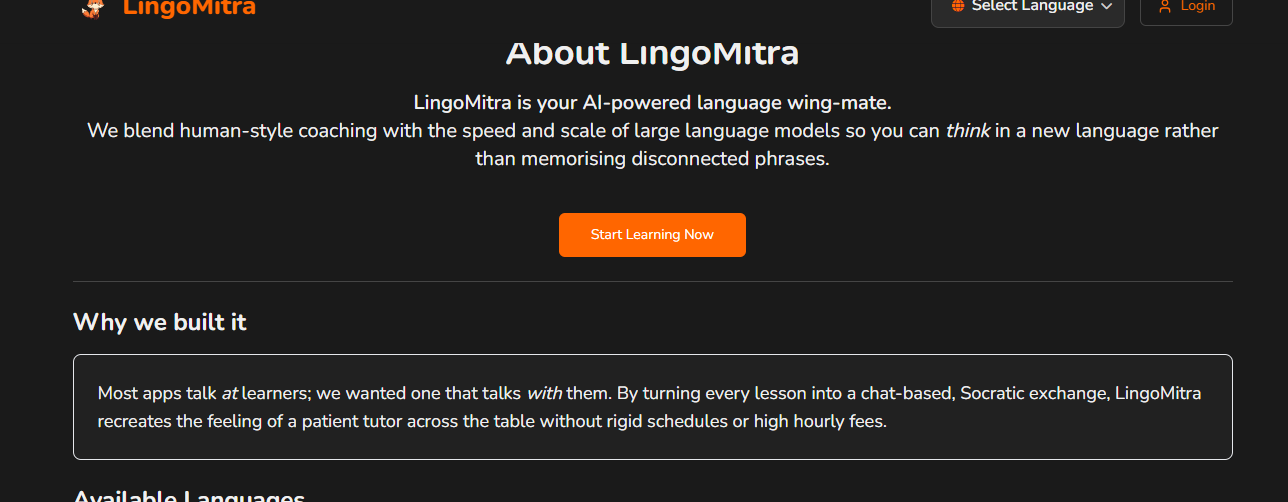 LingoMitra
Select Language
Login
About LingoMitra
LingoMitra is your AI-powered language wing-mate.
We blend human-style coaching with the speed and scale of large language models so you can think in a new language rather
than memorising disconnected phrases.
Start Learning Now
Why we built it
Most apps talk at learners; we wanted one that talks with them. By turning every lesson into a chat-based, Socratic exchange, LingoMitra
recreates the feeling of a patient tutor across the table without rigid schedules or high hourly fees.
Available Languages